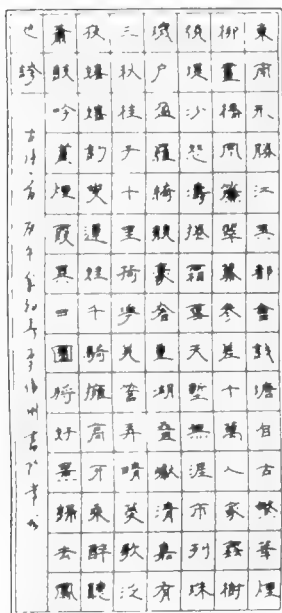 東南形勝江吳都會錢塘自古繁華煙
柳畫橋風簾翠幕參差十萬人家雲樹
繞堤沙怒濤卷霜雪天塹無涯市列珠
璣戶盈羅綺競豪奢重湖疊巘清嘉有
三秋桂子十里荷花羌管弄晴菱歌泛
夜嬉嬉釣叟蓮娃千騎擁高牙乘醉聽
簫鼓吟賞煙霞異日圖將好景歸去鳳
池誇